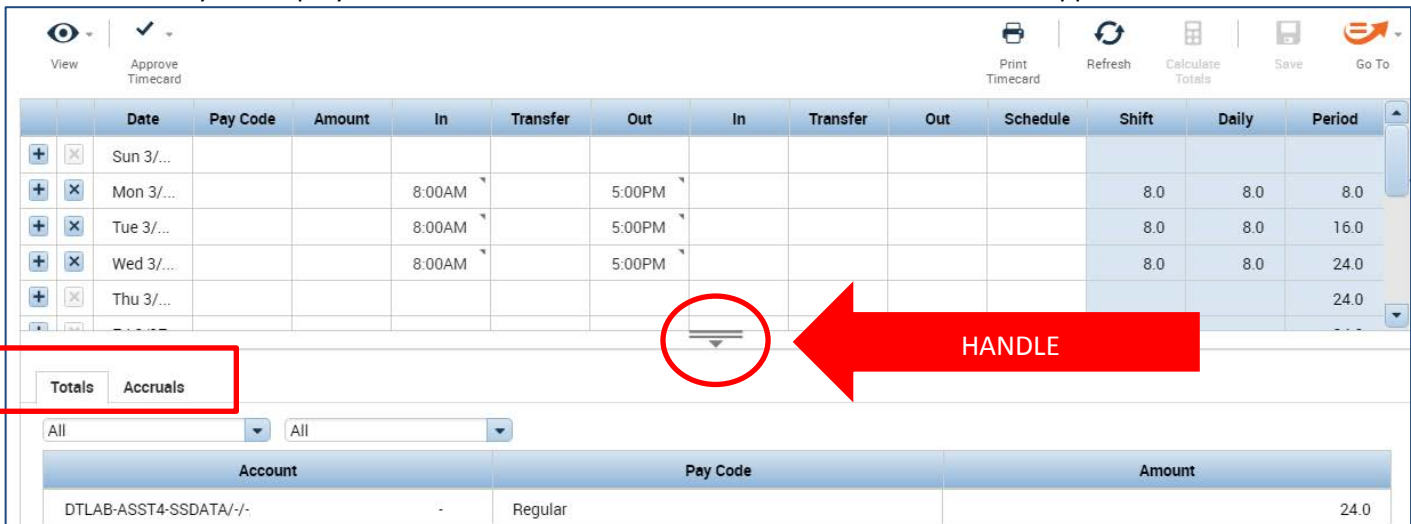 View Approve Timecard Print Timecard Refresh Calculate Totals Save Go To
Date Pay Code Amount In Transfer Out In Transfer Out Schedule Shift Daily Period
Sun 3/...
Mon 3/... 8:00AM 5:00PM 8.0 8.0 8.0
Tue 3/... 8:00AM 5:00PM 8.0 8.0 16.0
Wed 3/... 8:00AM 5:00PM 8.0 8.0 24.0
Thu 3/... 24.0
HANDLE
Totals Accruals
All All
Account Pay Code Amount
DTLAB-ASST4-SSDATA/-/- - Regular 24.0